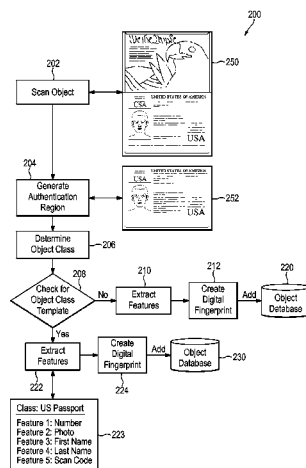 200
202
Scan Object
UNITED STATES OF AMERICA
USA
USA
250
204
Generate
Authentication
Region
UNITED STATES OF AMERICA
USA
USA
252
Determine
Object Class
206
208
Check for
Object Class
Template
No
210
Extract
Features
212
Create
Digital
Fingerprint
Add
220
Object
Database
Yes
Extract
Features
222
Create
Digital
Fingerprint
224
Add
Object
Database
230
Class: US Passport
Feature 1: Number
Feature 2: Photo
Feature 3: First Name
Feature 4: Last Name
Feature 5: Scan Code
223